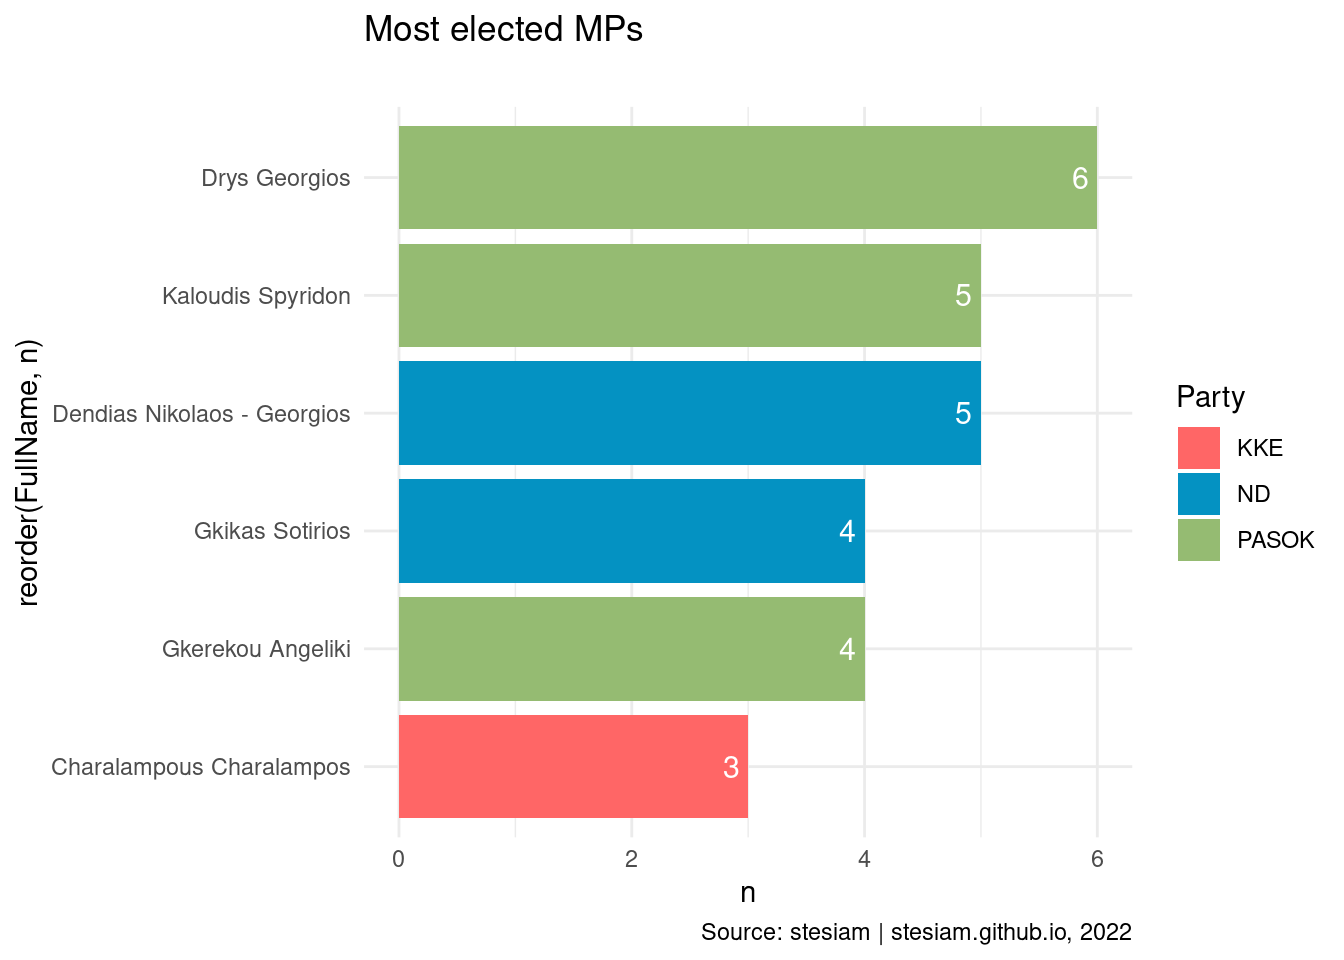 Most elected MPs
reorder(FullName, n)
Drys Georgios
6
Kaloudis Spyridon
5
Dendias Nikolaos - Georgios
5
Gkikas Sotirios
4
Gkerekou Angeliki
4
Charalampous Charalampos
3
0 2 4 6
n
Party
KKE
ND
PASOK
Source: stesiam | stesiam.github.io, 2022